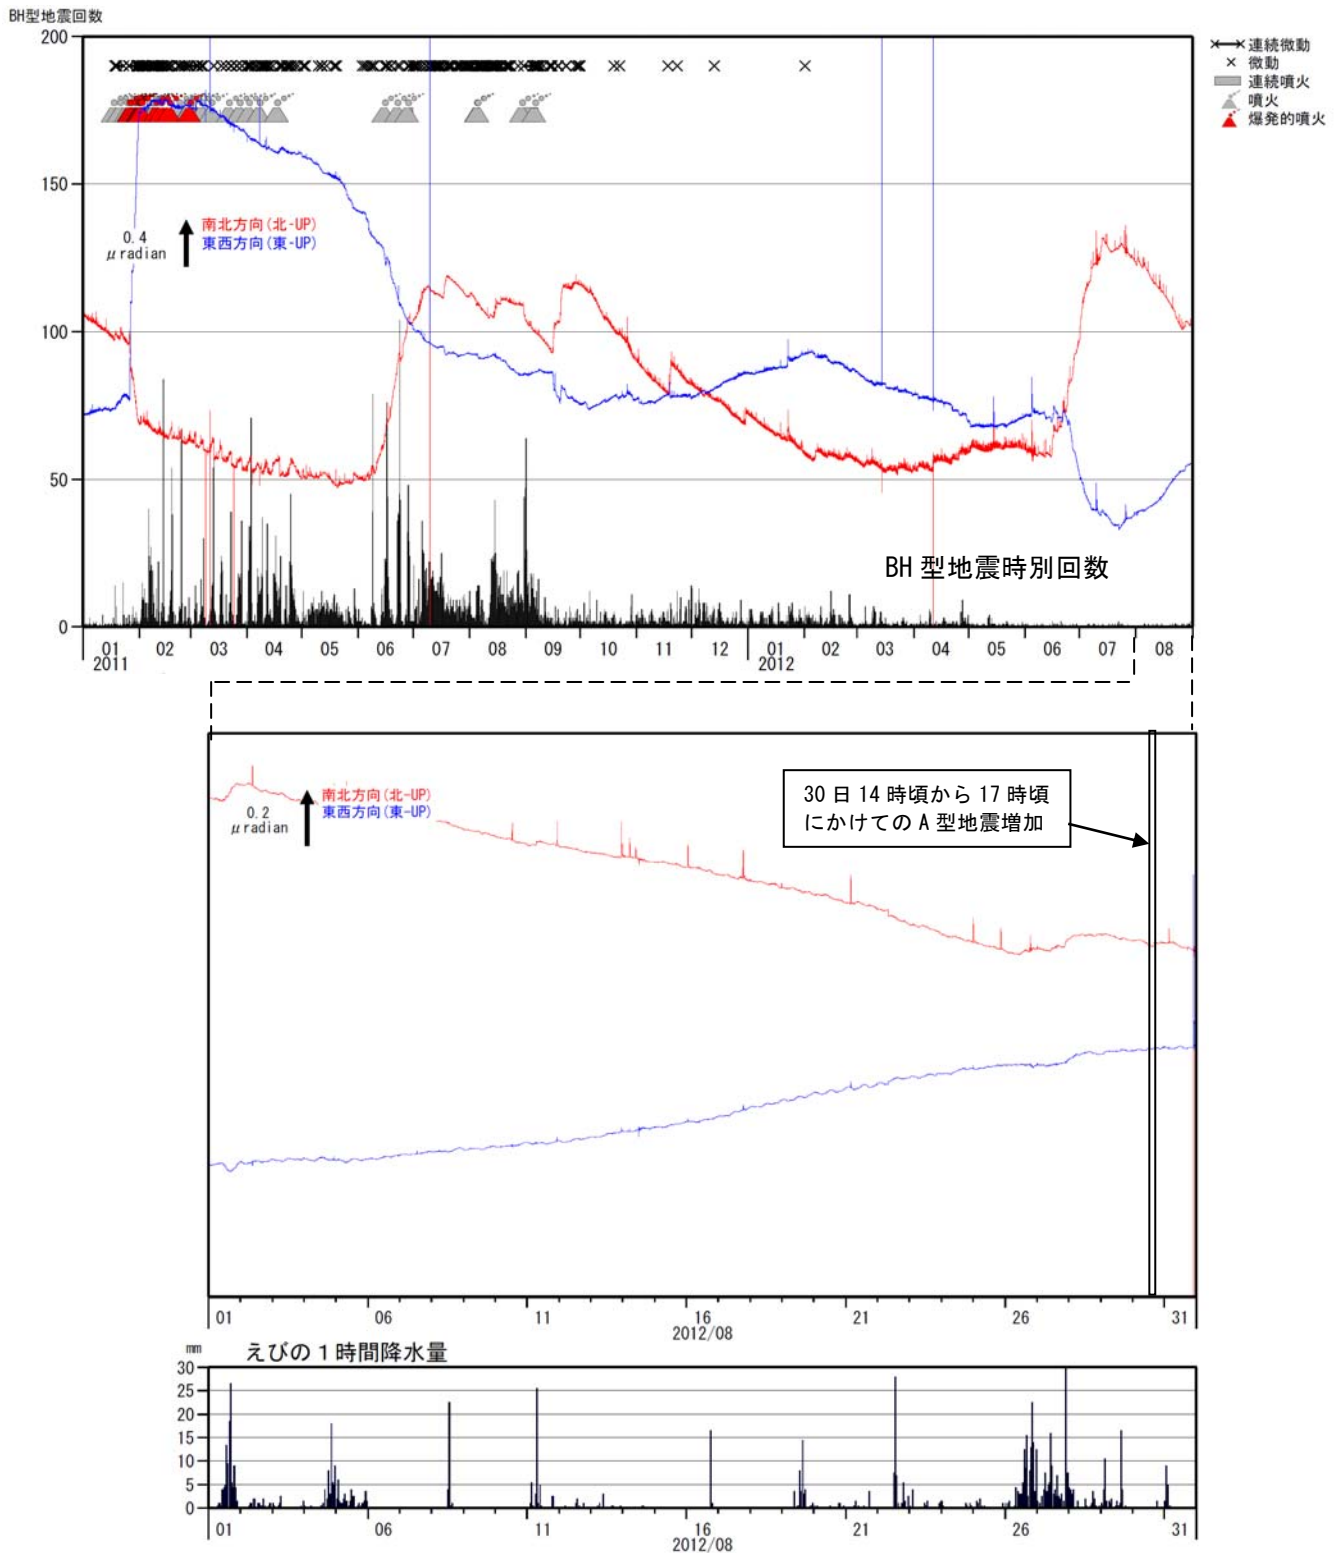 BH型地震回数
200
150
100
50
0
連続微動
微動
連続噴火
噴火
爆発的噴火
南北方向(北-UP)
東西方向(東-UP)
0.4
μradian
BH 型地震時別回数
01 02 03 04 05 06 07 08 09 10 11 12 01 02 03 04 05 06 07 08
2011 2012
南北方向(北-UP)
東西方向(東-UP)
0.2
μradian
30 日 14 時頃から 17 時頃
にかけての A 型地震増加
01 06 11 16 21 26 31
2012/08
mm
えびの１時間降水量
30
25
20
15
10
5
0
01 06 11 16 21 26 31
2012/08